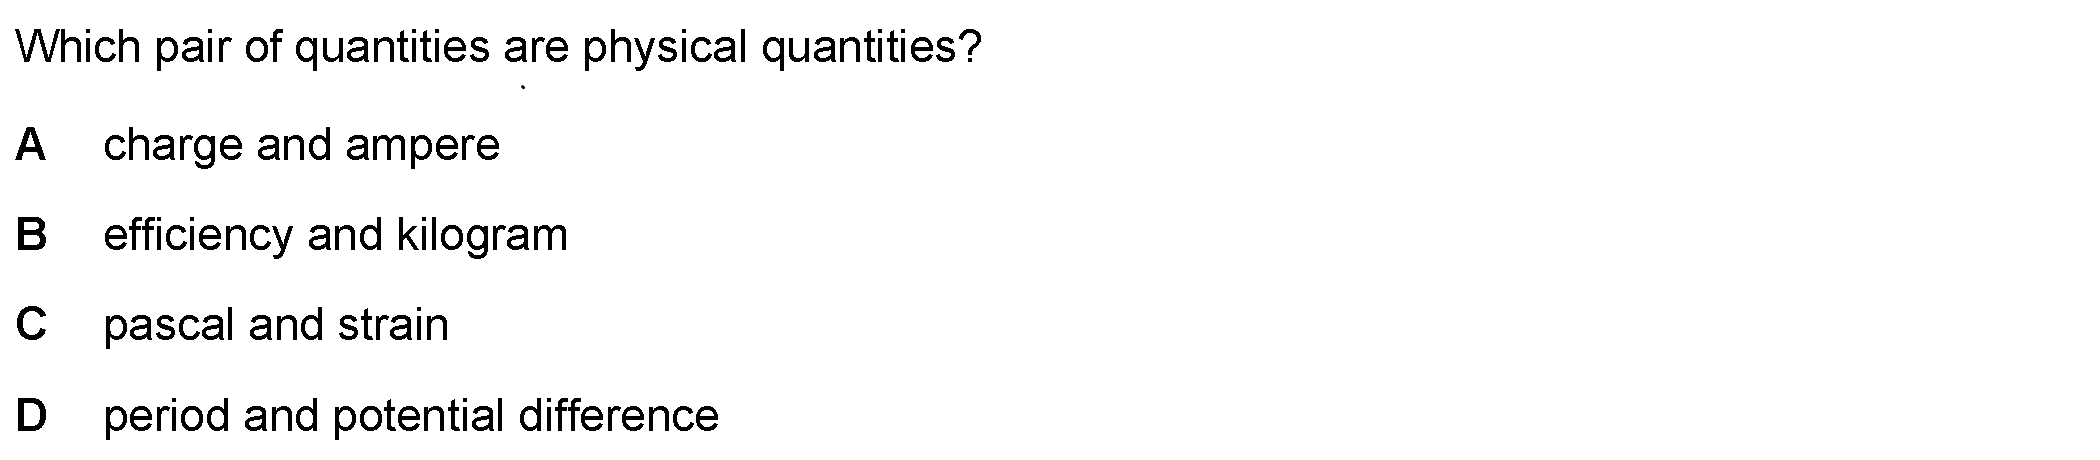 Which pair of quantities are physical quantities?
A charge and ampere
B efficiency and kilogram
C pascal and strain
D period and potential difference